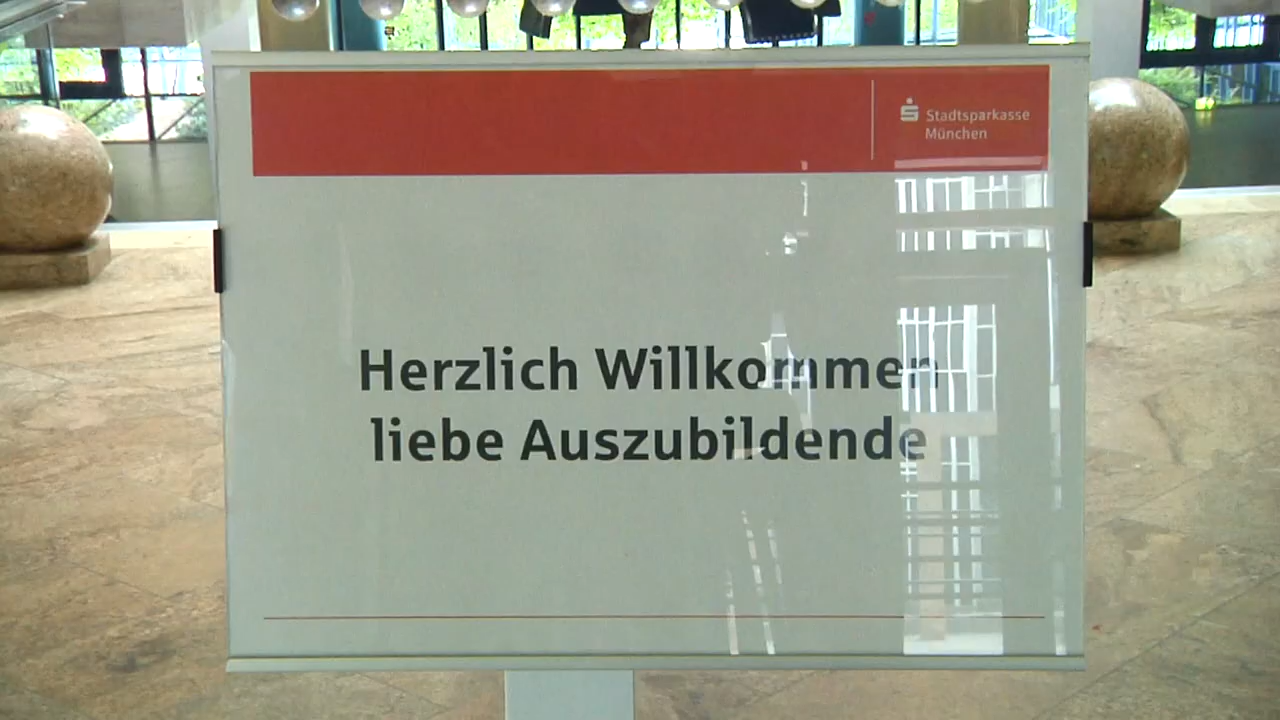 Stadtsparkasse
München
Herzlich Willkommen
liebe Auszubildende